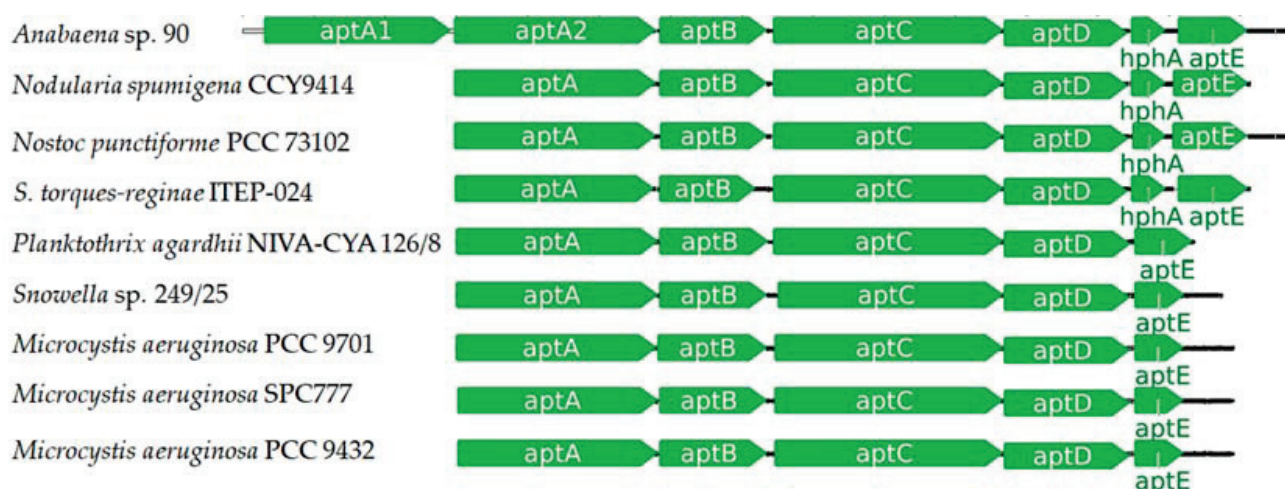 Anabaena sp. 90 aptA1 aptA2 aptB aptC aptD
hphA aptE
Nodularia spumigena CCY9414 aptA aptB aptC aptD aptE
hphA
Nostoc punctiforme PCC 73102 aptA aptB aptC aptD aptE
hphA
S. torques-reginae ITEP-024 aptA aptB aptC aptD
hphA aptE
Planktothrix agardhii NIVA-CYA 126/8 aptA aptB aptC aptD
aptE
Snowella sp. 249/25 aptA aptB aptC aptD
aptE
Microcystis aeruginosa PCC 9701 aptA aptB aptC aptD
aptE
Microcystis aeruginosa SPC777 aptA aptB aptC aptD
aptE
Microcystis aeruginosa PCC 9432 aptA aptB aptC aptD
aptE